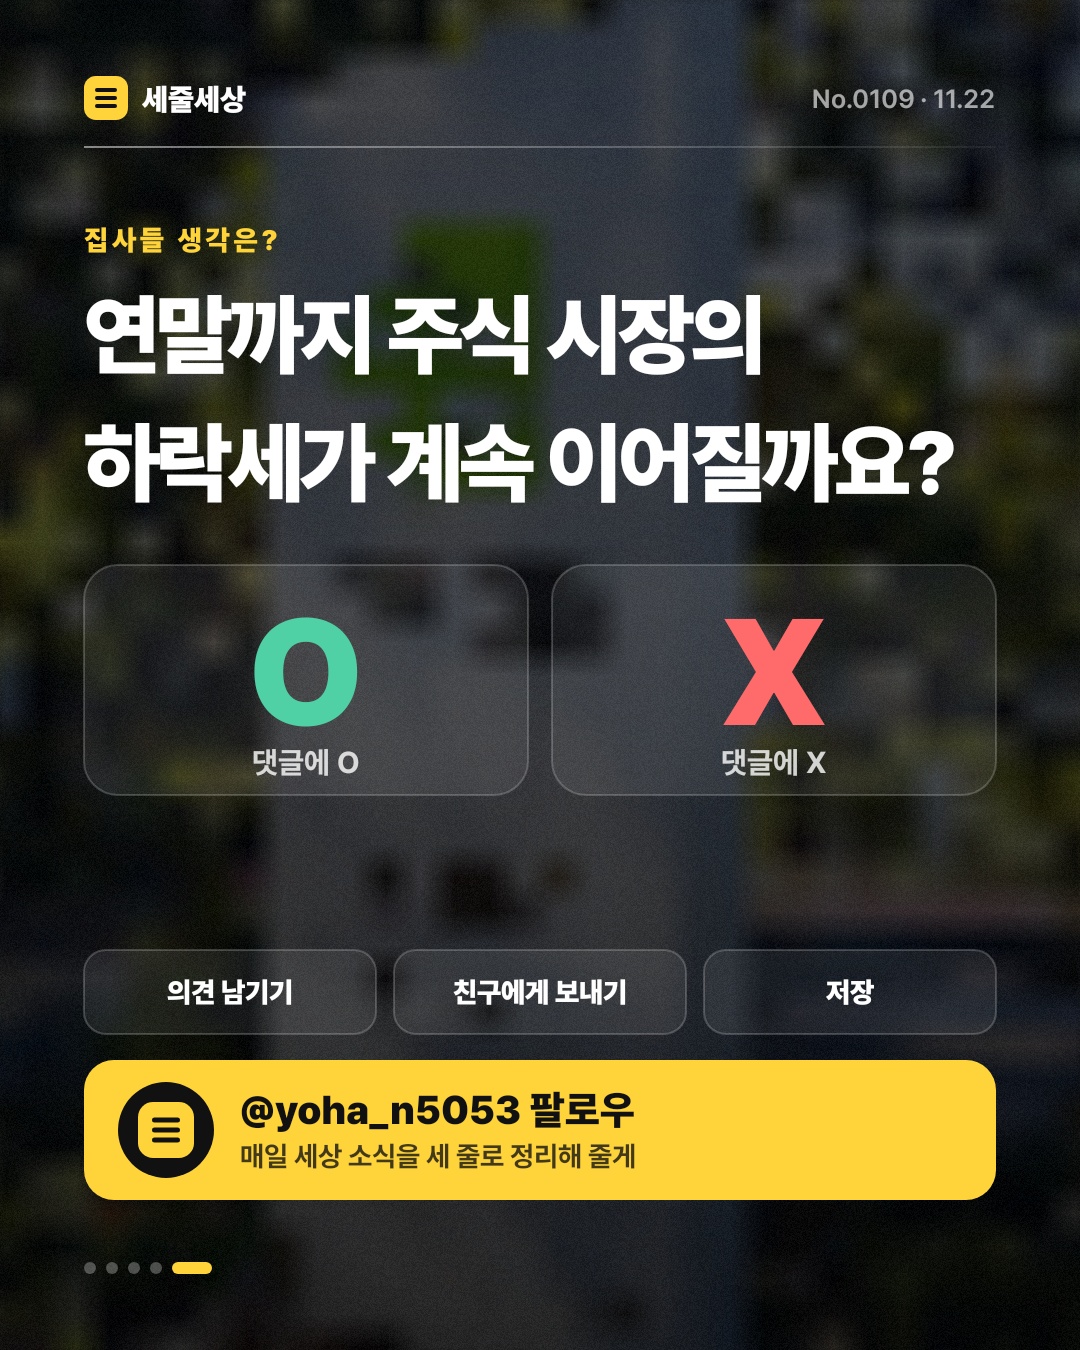 세줄세상
No.0109 · 11.22
집사들 생각은?
연말까지 주식 시장의
하락세가 계속 이어질까요?
O
댓글에 O
X
댓글에 X
의견 남기기
친구에게 보내기
저장
@yoha_n5053 팔로우
매일 세상 소식을 세 줄로 정리해 줄게